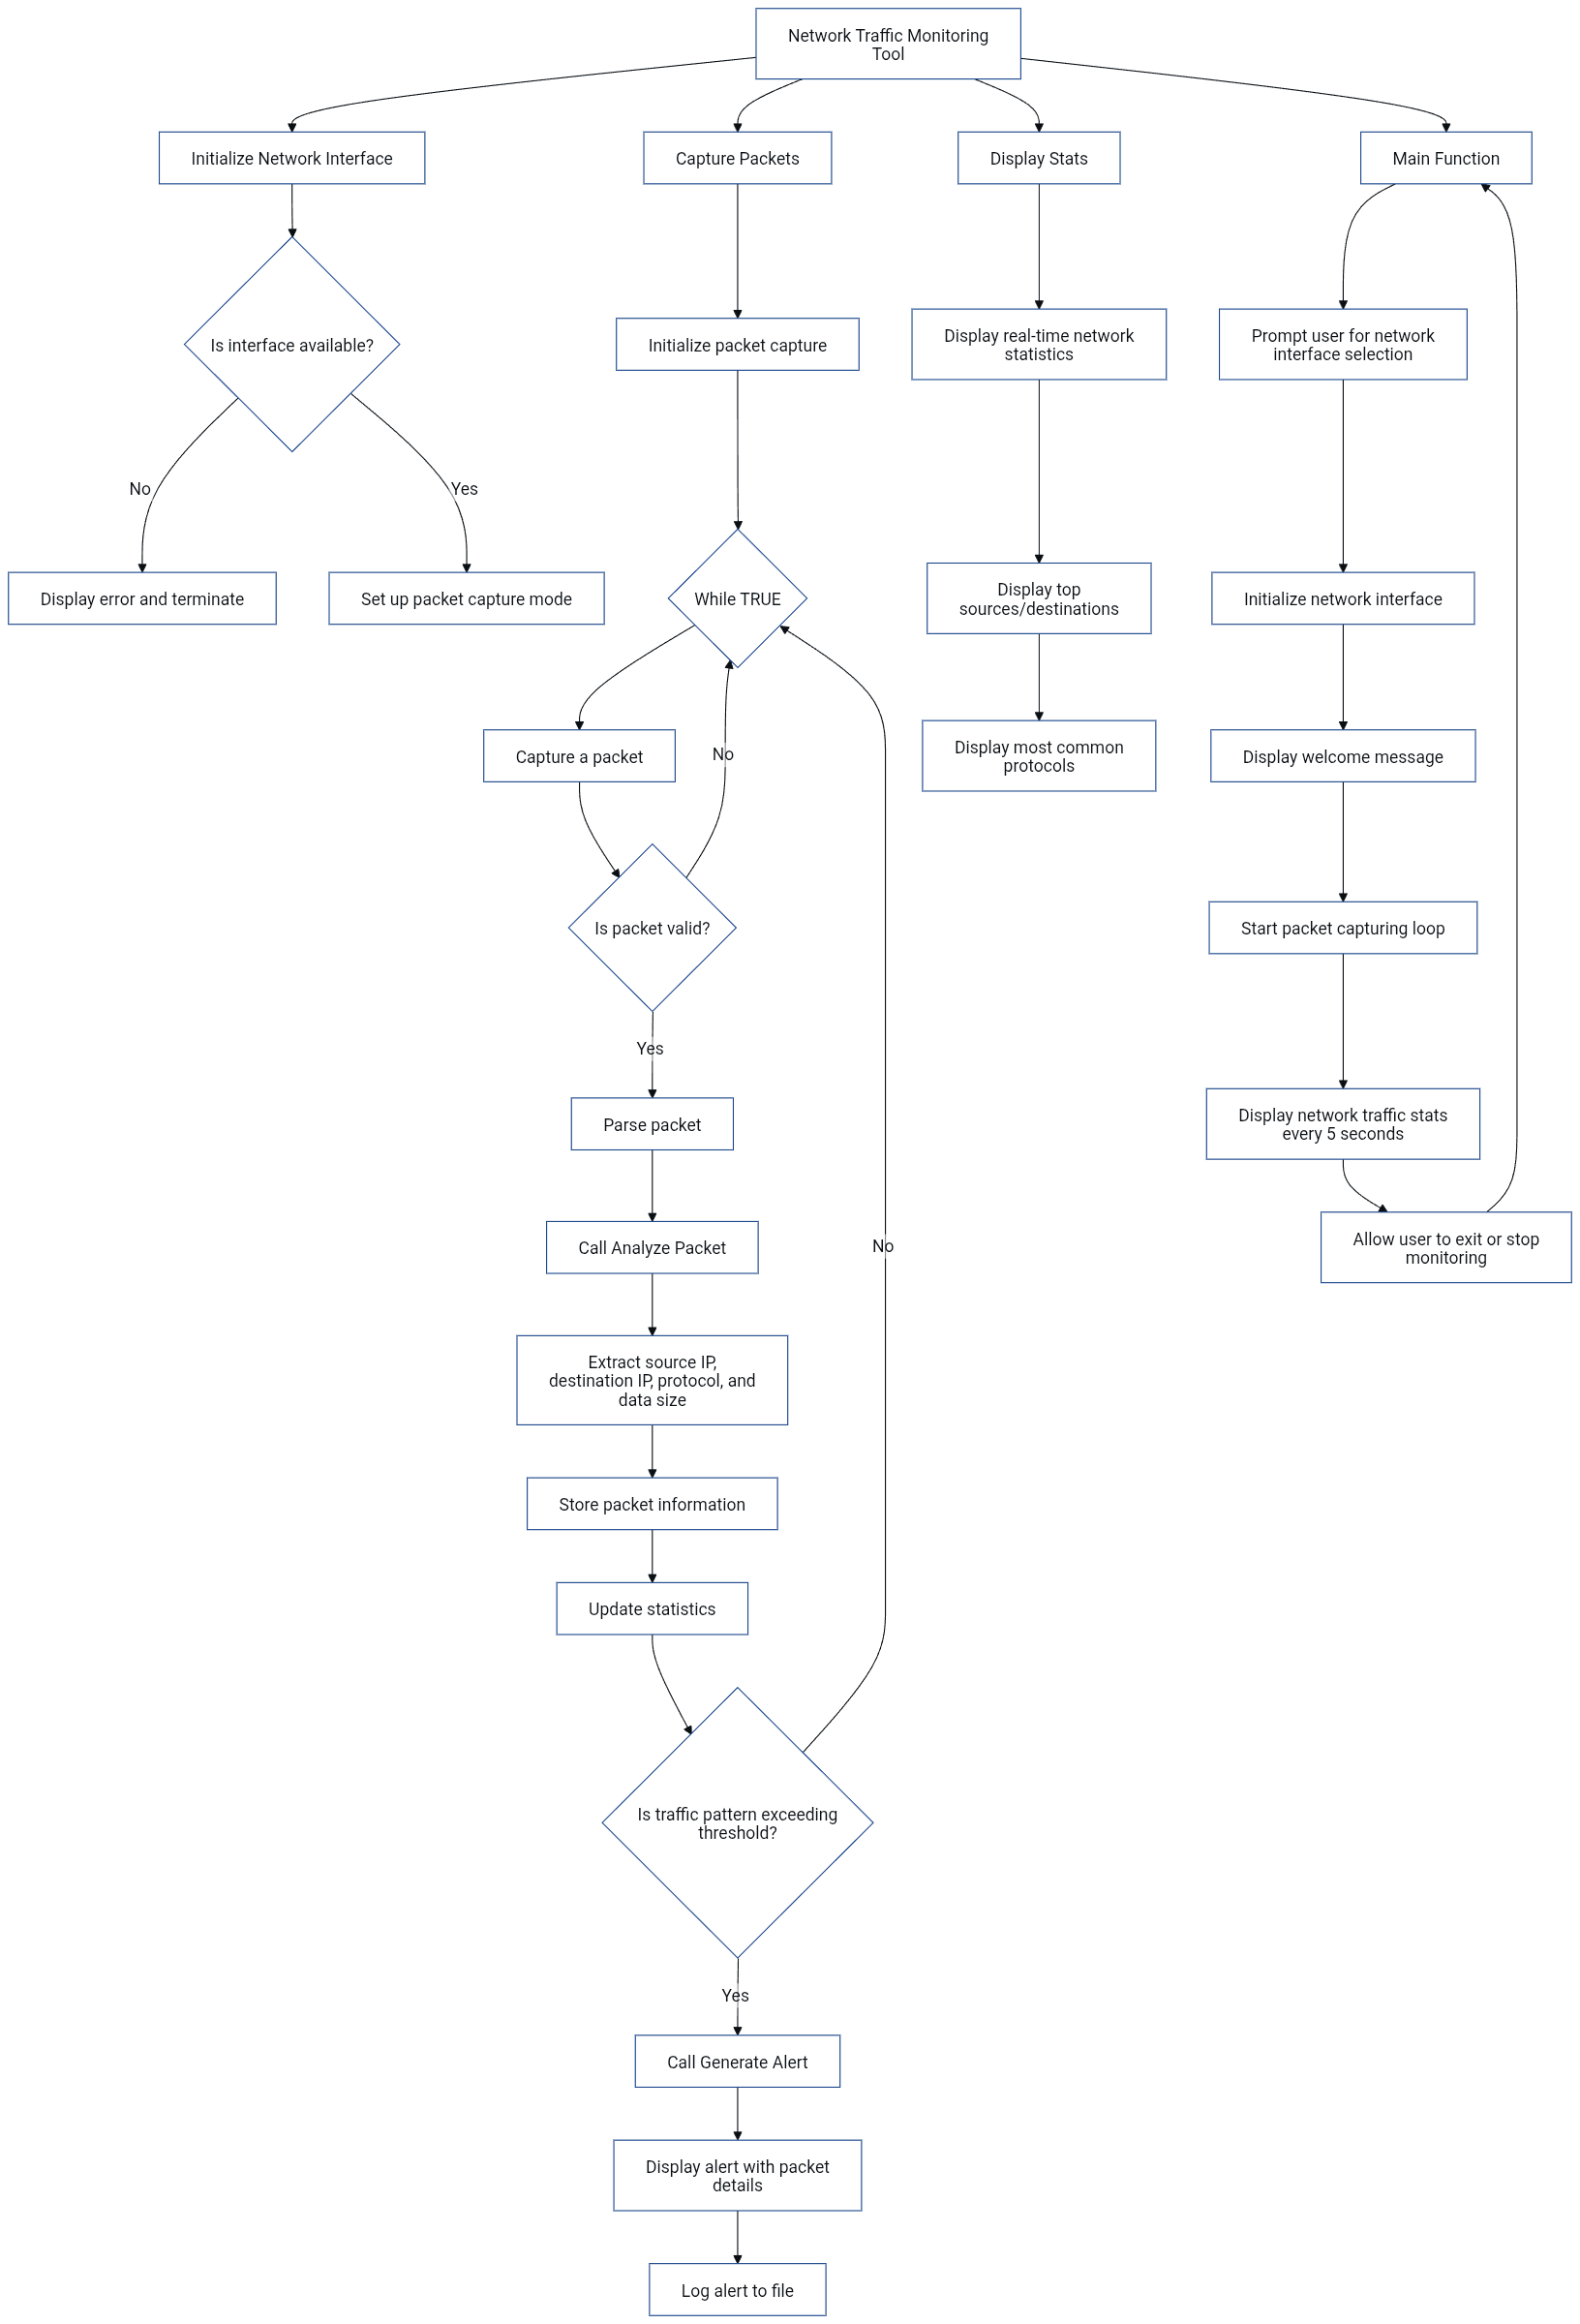 Network Traffic Monitoring
Tool
Initialize Network Interface
Capture Packets
Display Stats
Main Function
Is interface available?
Initialize packet capture
Display real-time network
statistics
Prompt user for network
interface selection
No
Yes
Display error and terminate
Set up packet capture mode
While TRUE
Display top
sources/destinations
Initialize network interface
Capture a packet
No
Display most common
protocols
Display welcome message
Is packet valid?
Start packet capturing loop
Yes
Parse packet
Display network traffic stats
every 5 seconds
Call Analyze Packet
No
Allow user to exit or stop
monitoring
Extract source IP,
destination IP, protocol, and
data size
Store packet information
Update statistics
Is traffic pattern exceeding
threshold?
Yes
Call Generate Alert
Display alert with packet
details
Log alert to file